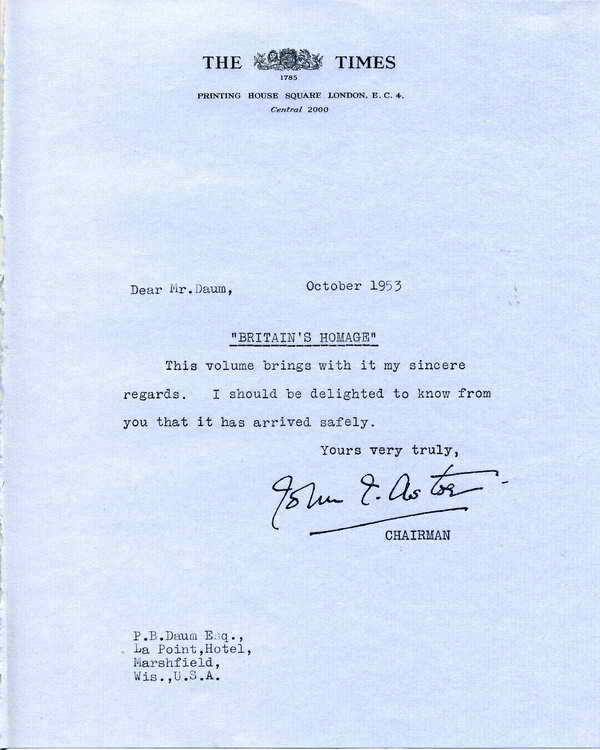 THE TIMES
1785
PRINTING HOUSE SQUARE LONDON, E. C. 4.
Central 2000
Dear Mr.Daum, October 1953
"BRITAIN'S HOMAGE"
This volume brings with it my sincere
regards. I should be delighted to know from
you that it has arrived safely.
Yours very truly,
John J. Astor
CHAIRMAN
P.B.Daum Esq.,
La Point,Hotel,
Marshfield,
Wis.,U.S.A.